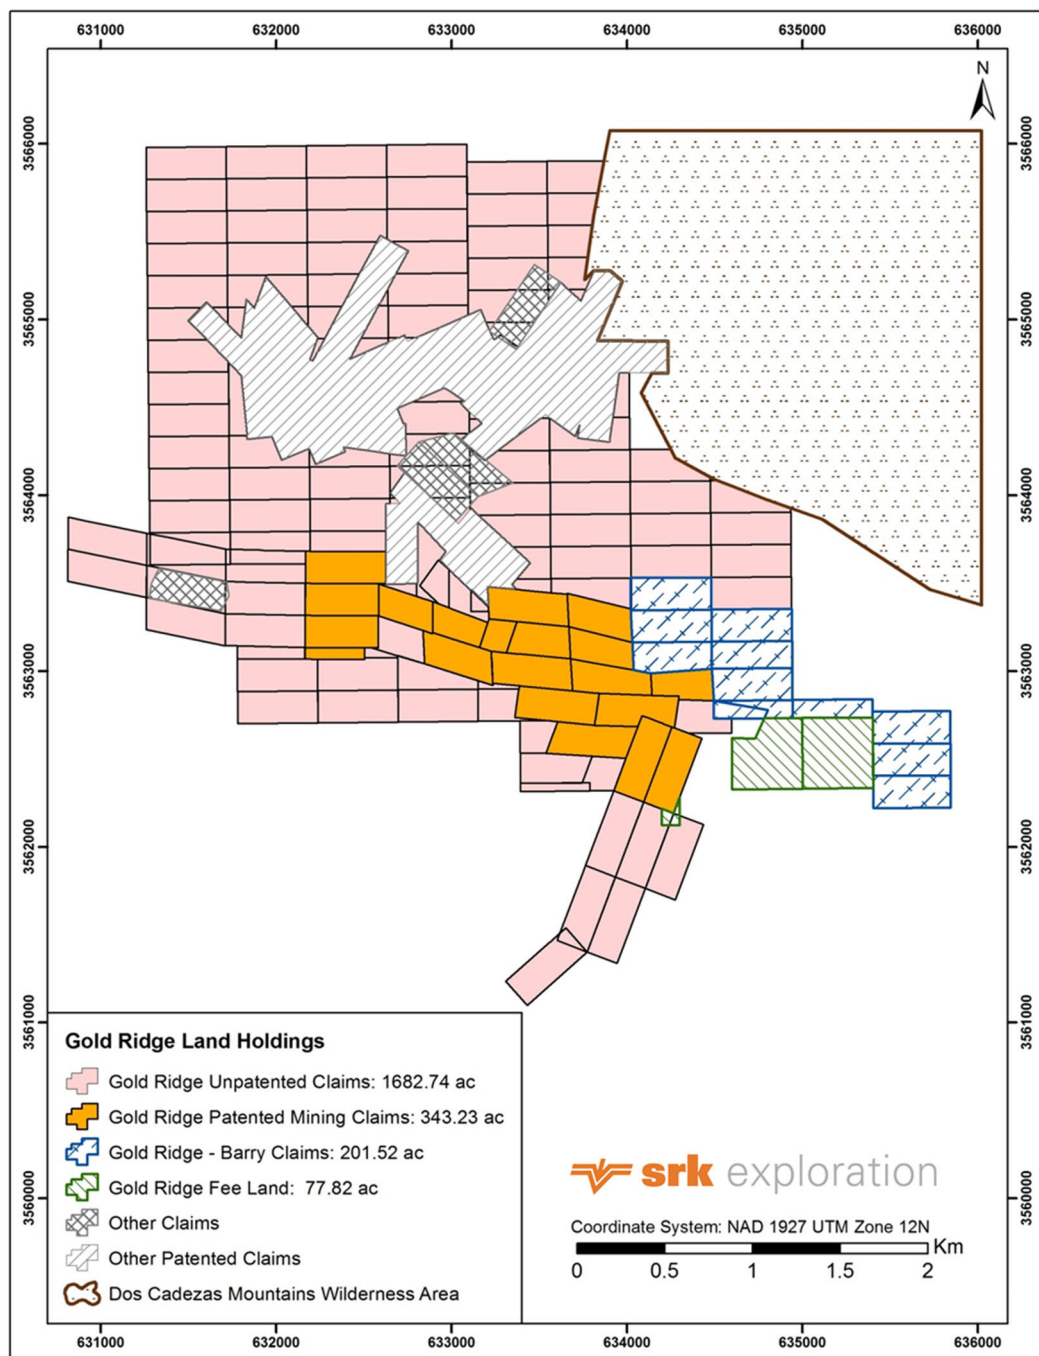 631000 632000 633000 634000 635000 636000
N
3566000 3566000
3565000 3565000
3564000 3564000
3563000 3563000
3562000 3562000
3561000 3561000
3560000 3560000
Gold Ridge Land Holdings
Gold Ridge Unpatented Claims: 1682.74 ac
Gold Ridge Patented Mining Claims: 343.23 ac
Gold Ridge - Barry Claims: 201.52 ac
Gold Ridge Fee Land: 77.82 ac
Other Claims
Other Patented Claims
Dos Cadezas Mountains Wilderness Area
srk exploration
Coordinate System: NAD 1927 UTM Zone 12N
Km
0 0.5 1 1.5 2
631000 632000 633000 634000 635000 636000